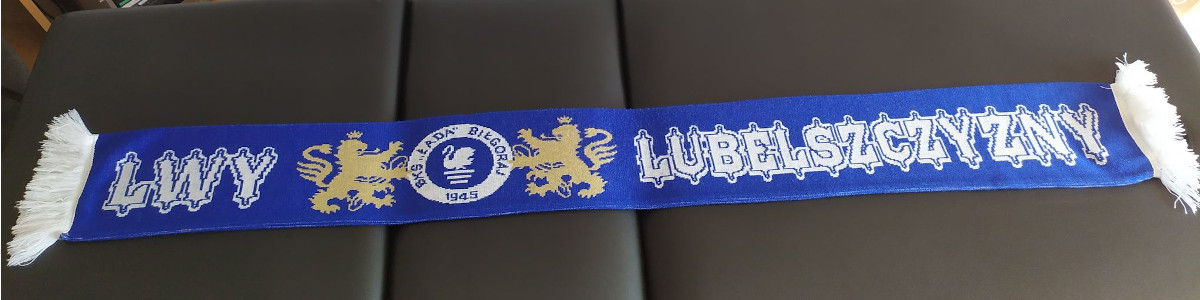 LWY
BKS „ŁADA” BIŁGORAJ
1945
LUBELSZCZYZNY